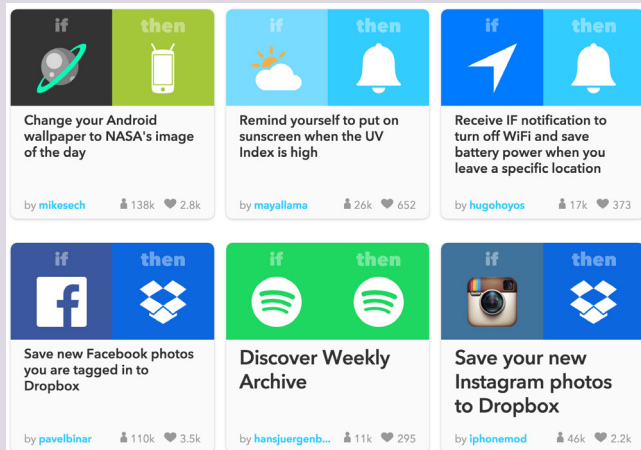 if then
if then
if then
Change your Android
wallpaper to NASA's image
of the day
Remind yourself to put on
sunscreen when the UV
Index is high
Receive IF notification to
turn off WiFi and save
battery power when you
leave a specific location
by mikesech 138k 2.8k
by mayallama 26k 652
by hugohoyos 17k 373
if then
if then
if then
Save new Facebook photos
you are tagged in to
Dropbox
Discover Weekly
Archive
Save your new
Instagram photos
to Dropbox
by pavelbinar 110k 3.5k
by hansjuergenb... 11k 295
by iphonemod 46k 2.2k